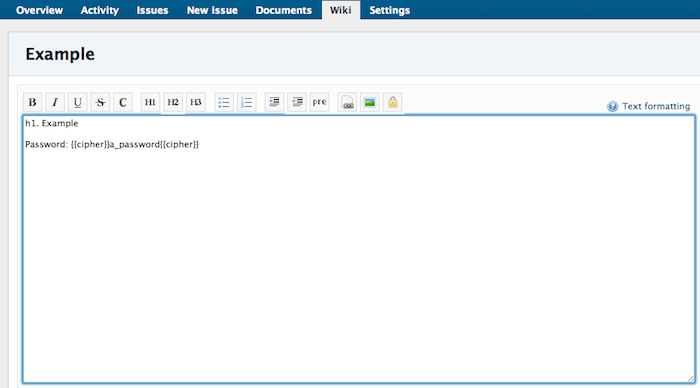 Overview Activity Issues New issue Documents Wiki Settings
Example
B I U S C H1 H2 H3 pre
Text formatting
h1. Example
Password: {{cipher}}a_password{{cipher}}